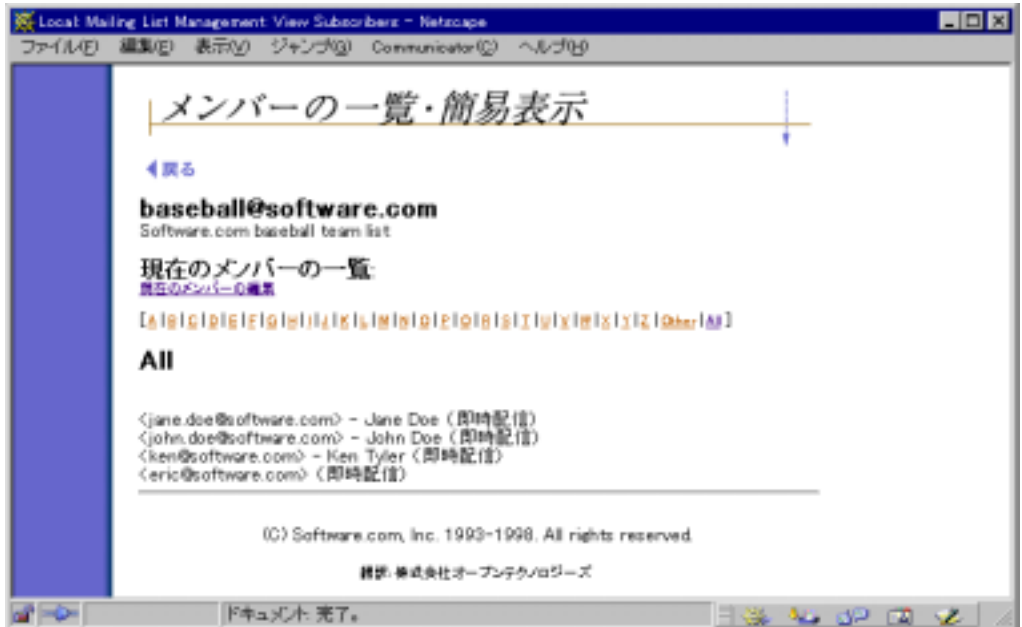 Local: Mailing List Management: View Subscribers - Netscape
ファイル(F) 編集(E) 表示(V) ジャンプ(G) Communicator(C) ヘルプ(H)
メンバーの一覧・簡易表示
戻る
baseball@software.com
Software.com baseball team list
現在のメンバーの一覧:
現在のメンバーの編集
[A|B|C|D|E|F|G|H|I|J|K|L|M|N|O|P|Q|R|S|T|U|V|W|X|Y|Z|Other|All]
All
<jane.doe@software.com> - Jane Doe (即時配信)
<john.doe@software.com> - John Doe (即時配信)
<ken@software.com> - Ken Tyler (即時配信)
<eric@software.com> (即時配信)
(C) Software.com, Inc. 1993-1998. All rights reserved.
翻訳: 株式会社オープンテクノロジーズ
ドキュメント: 完了。